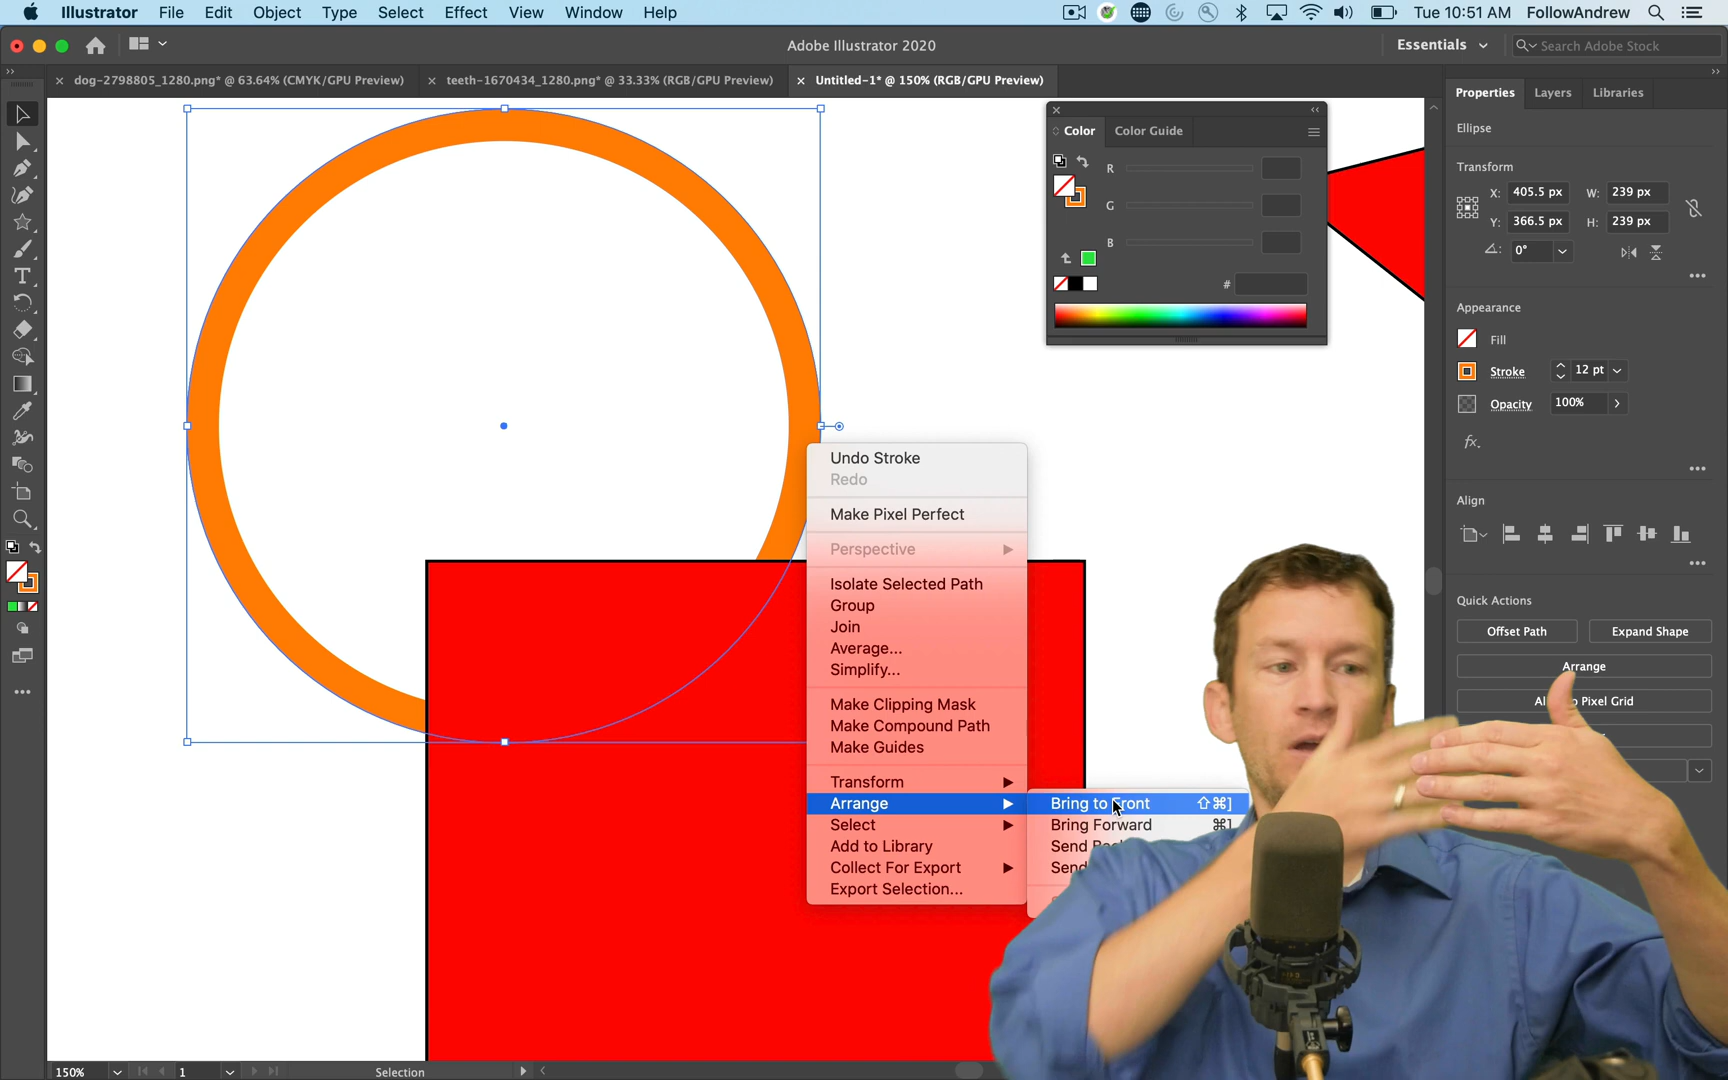 Illustrator File Edit Object Type Select Effect View Window Help Tue 10:51 AM FollowAndrew
Adobe Illustrator 2020 Essentials Search Adobe Stock
dog-2798805_1280.png* @ 63.64% (CMYK/GPU Preview) teeth-1670434_1280.png* @ 33.33% (RGB/GPU Preview) Untitled-1* @ 150% (RGB/GPU Preview)
Properties Layers Libraries
Color Color Guide
R
G
B
#
Ellipse
Transform
X: 405.5 px W: 239 px
Y: 366.5 px H: 239 px
0°
Appearance
Fill
Stroke 12 pt
Opacity 100%
fx.
Align
Quick Actions
Offset Path Expand Shape
Arrange
Pixel Grid
Undo Stroke
Redo
Make Pixel Perfect
Perspective
Isolate Selected Path
Group
Join
Average...
Simplify...
Make Clipping Mask
Make Compound Path
Make Guides
Transform
Arrange
Select
Add to Library
Collect For Export
Export Selection...
Bring to Front ⇧⌘]
Bring Forward ⌘]
Send
Send
150% 1 Selection